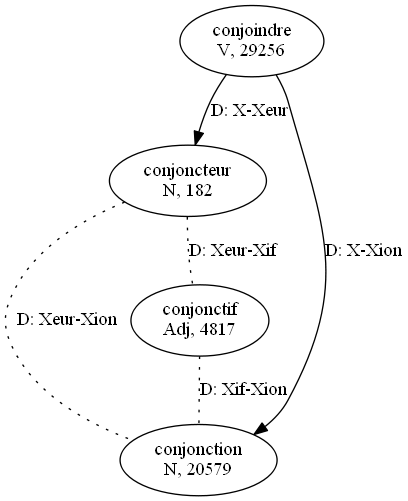 conjoindre
V, 29256
D: X-Xeur
conjoncteur
N, 182
D: Xeur-Xif
D: X-Xion
conjonctif
Adj, 4817
D: Xeur-Xion
D: Xif-Xion
conjonction
N, 20579